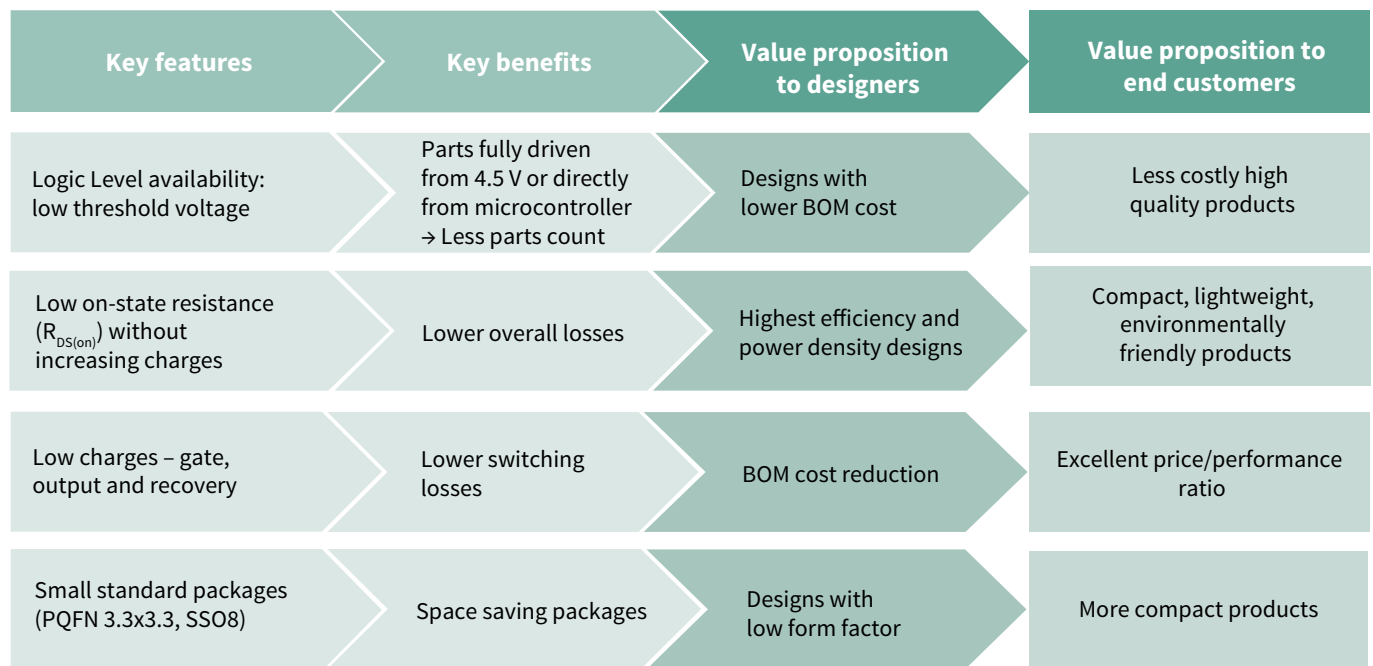 Key features
Key benefits
Value proposition
to designers
Value proposition to
end customers
Logic Level availability:
low threshold voltage
Parts fully driven
from 4.5 V or directly
from microcontroller
→ Less parts count
Designs with
lower BOM cost
Less costly high
quality products
Low on-state resistance
(RDS(on)) without
increasing charges
Lower overall losses
Highest efficiency and
power density designs
Compact, lightweight,
environmentally
friendly products
Low charges – gate,
output and recovery
Lower switching
losses
BOM cost reduction
Excellent price/performance
ratio
Small standard packages
(PQFN 3.3x3.3, SSO8)
Space saving packages
Designs with
low form factor
More compact products